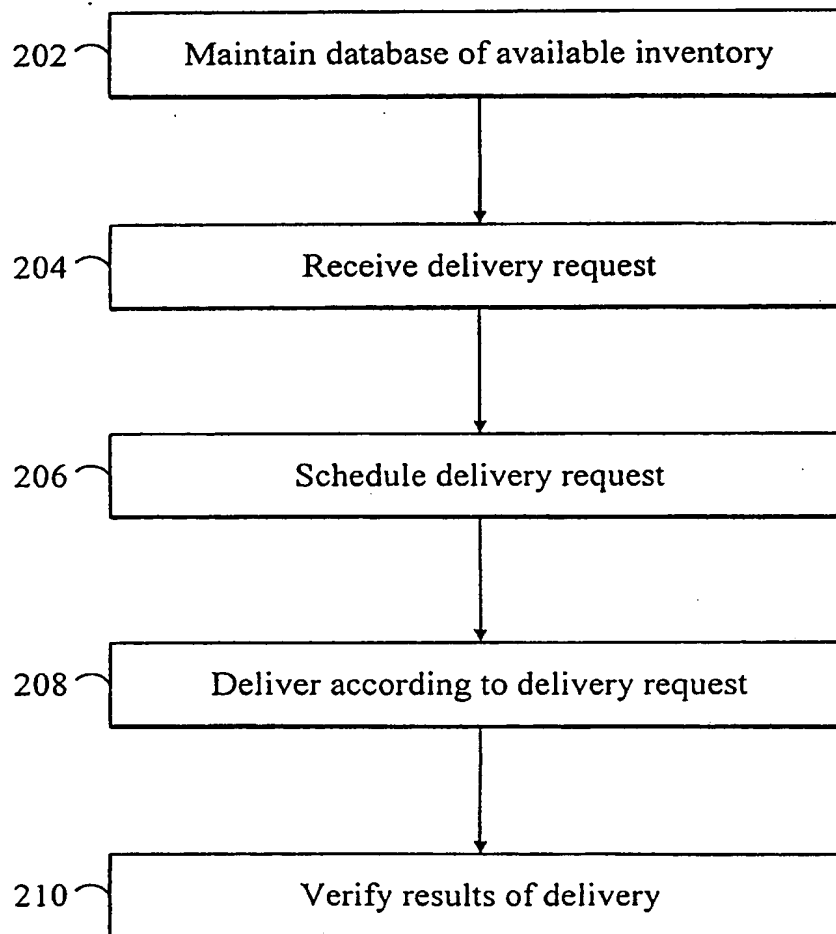 202 Maintain database of available inventory
204 Receive delivery request
206 Schedule delivery request
208 Deliver according to delivery request
210 Verify results of delivery